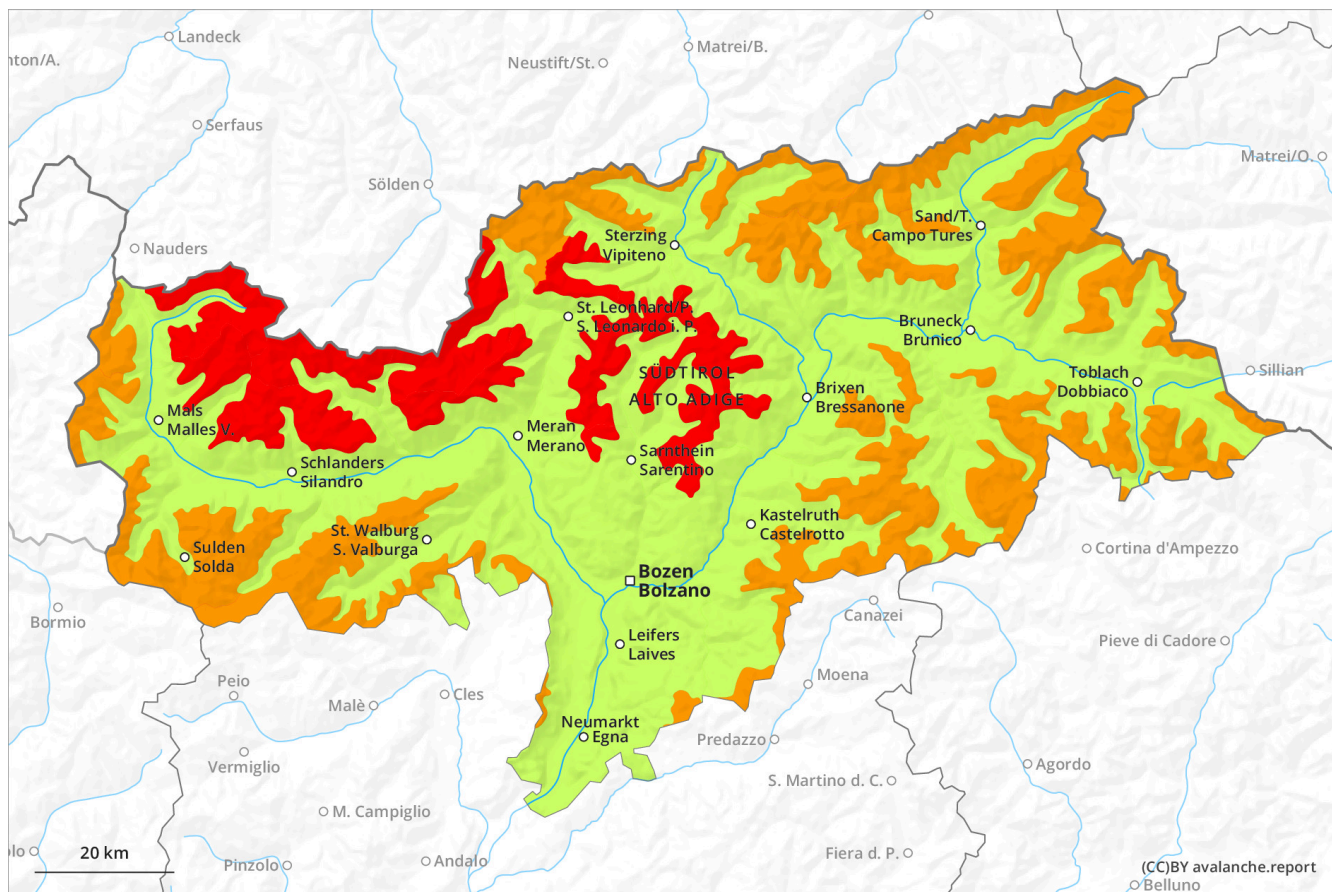 Landeck
nton/A.
Matrei/B.
Neustift/St.
Serfaus
Matrei/O.
Sölden
Sand/T.
Campo Tures
Sterzing
Vipiteno
Nauders
St. Leonhard/P.
S. Leonardo i. P.
Bruneck
Brunico
SÜDTIROL
ALTO ADIGE
Toblach
Dobbiaco
Sillian
Brixen
Bressanone
Mals
Malles V.
Meran
Merano
Sarnthein
Sarentino
Schlanders
Silandro
Kastelruth
Castelrotto
St. Walburg
S. Valburga
Sulden
Solda
Cortina d'Ampezzo
Bozen
Bolzano
Bormio
Canazei
Leifers
Laives
Pieve di Cadore
Peio
Moena
Cles
Malè
Neumarkt
Egna
Predazzo
Vermiglio
Agordo
S. Martino d. C.
M. Campiglio
20 km
olo
Pinzolo
Andalo
Fiera d. P.
(CC)BY avalanche.report
Belluno